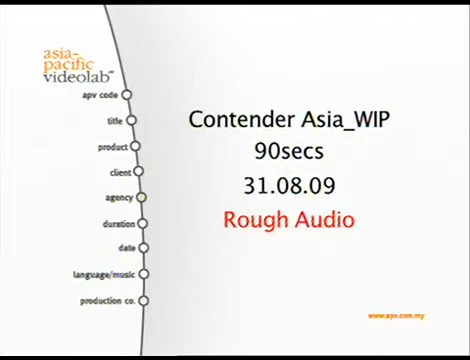 asia-
pacific
videolab
apv code
title
product
client
agency
duration
date
language/music
production co.
Contender Asia_WIP
90secs
31.08.09
Rough Audio
www.apv.com.my